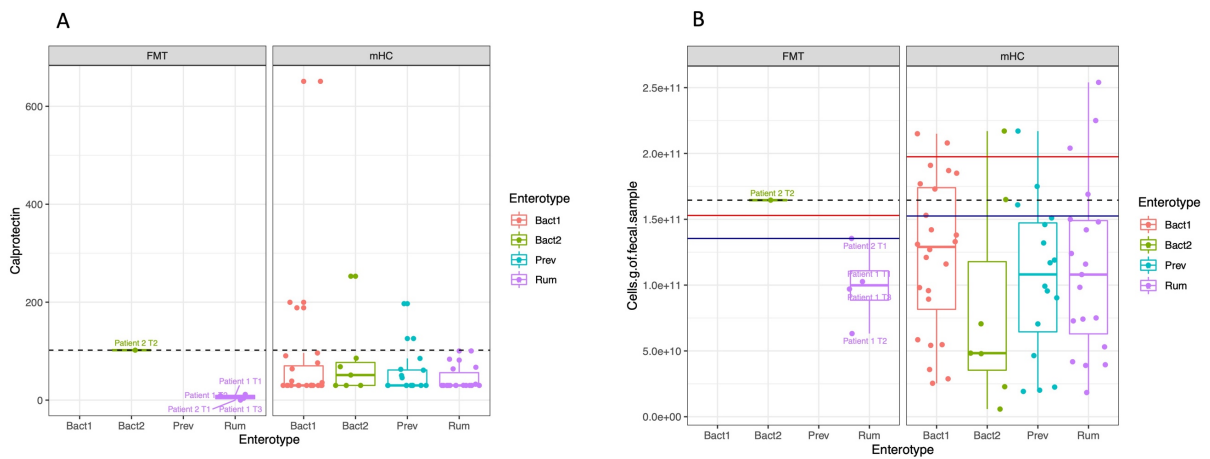 A
B
FMT
mHC
600
400
200
0
Calprotectin
Patient 2 T2
Patient 1 T1
Patient 2 T1
Patient 1 T3
Bact1
Bact2
Prev
Rum
Bact1
Bact2
Prev
Rum
Enterotype
Enterotype
Bact1
Bact2
Prev
Rum
FMT
mHC
2.5e+11
2.0e+11
1.5e+11
1.0e+11
5.0e+10
0.0e+00
Cells.g.of.fecal.sample
Patient 2 T2
Patient 2 T1
Patient 1 T1
Patient 1 T3
Patient 1 T2
Bact1
Bact2
Prev
Rum
Bact1
Bact2
Prev
Rum
Enterotype
Enterotype
Bact1
Bact2
Prev
Rum